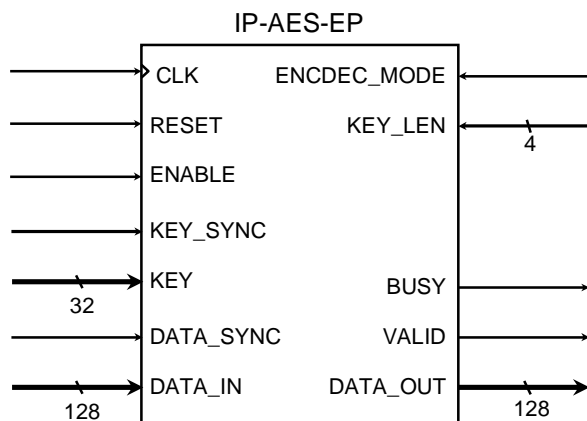 IP-AES-EP
CLK
ENCDEC_MODE
RESET
KEY_LEN
4
ENABLE
KEY_SYNC
KEY
32
BUSY
DATA_SYNC
VALID
DATA_IN
128
DATA_OUT
128